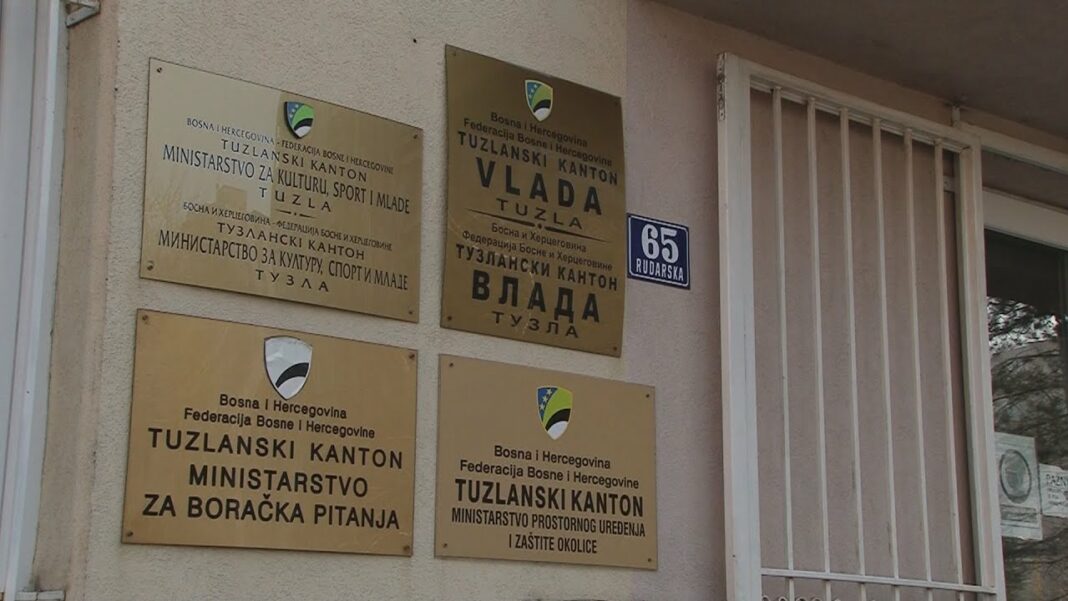 BOSNA I HERCEGOVINA - FEDERACIJA BOSNE I HERCEGOVINE
TUZLANSKI KANTON
MINISTARSTVO ZA KULTURU, SPORT I MLADE
TUZLA
БОСНА И ХЕРЦЕГОВИНА - ФЕДЕРАЦИЈА БОСНЕ И ХЕРЦЕГОВИНЕ
ТУЗЛАНСКИ КАНТОН
МИНИСТАРСТВО ЗА КУЛТУРУ, СПОРТ И МЛАДЕ
ТУЗЛА
Bosna i Hercegovina
Federacija Bosne i Hercegovine
TUZLANSKI KANTON
VLADA
TUZLA
Босна и Херцеговина
Федерација Босне и Херцеговине
ТУЗЛАНСКИ КАНТОН
ВЛАДА
ТУЗЛА
65
RUDARSKA
Bosna i Hercegovina
Federacija Bosne i Hercegovine
TUZLANSKI KANTON
MINISTARSTVO
ZA BORAČKA PITANJA
Bosna i Hercegovina
Federacija Bosne i Hercegovine
TUZLANSKI KANTON
MINISTARSTVO PROSTORNOG UREĐENJA
I ZAŠTITE OKOLICE